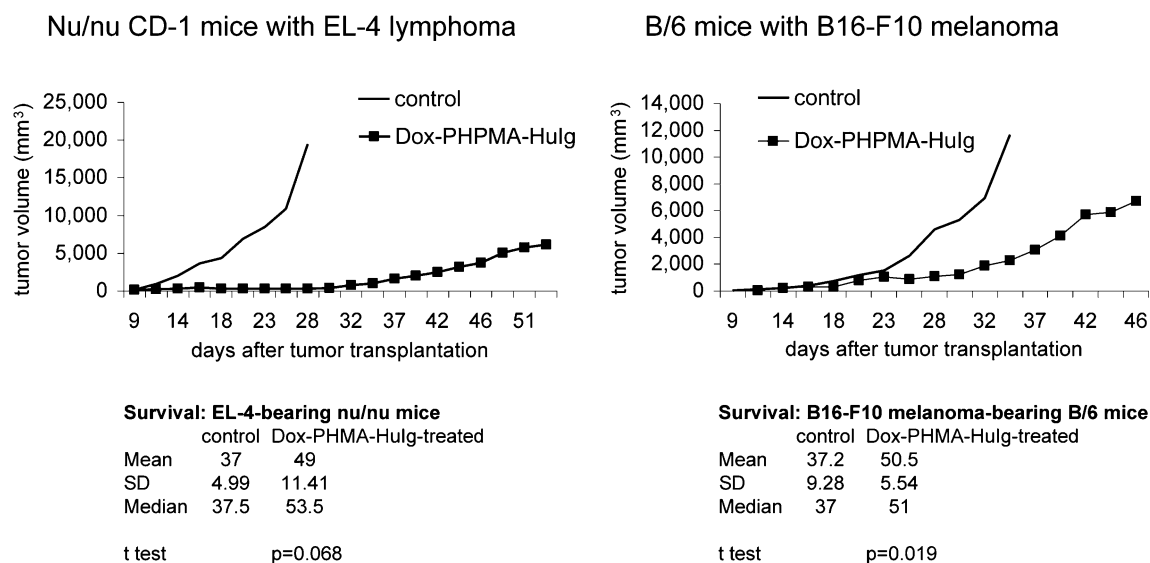 Nu/nu CD-1 mice with EL-4 lymphoma
tumor volume (mm³)
25,000
20,000
15,000
10,000
5,000
0
control
Dox-PHPMA-HuIg
9 14 18 23 28 32 37 42 46 51
days after tumor transplantation
Survival: EL-4-bearing nu/nu mice
control Dox-PHMA-HuIg-treated
Mean 37 49
SD 4.99 11.41
Median 37.5 53.5
t test p=0.068
B/6 mice with B16-F10 melanoma
tumor volume (mm³)
14,000
12,000
10,000
8,000
6,000
4,000
2,000
0
control
Dox-PHPMA-HuIg
9 14 18 23 28 32 37 42 46
days after tumor transplantation
Survival: B16-F10 melanoma-bearing B/6 mice
control Dox-PHMA-HuIg-treated
Mean 37.2 50.5
SD 9.28 5.54
Median 37 51
t test p=0.019